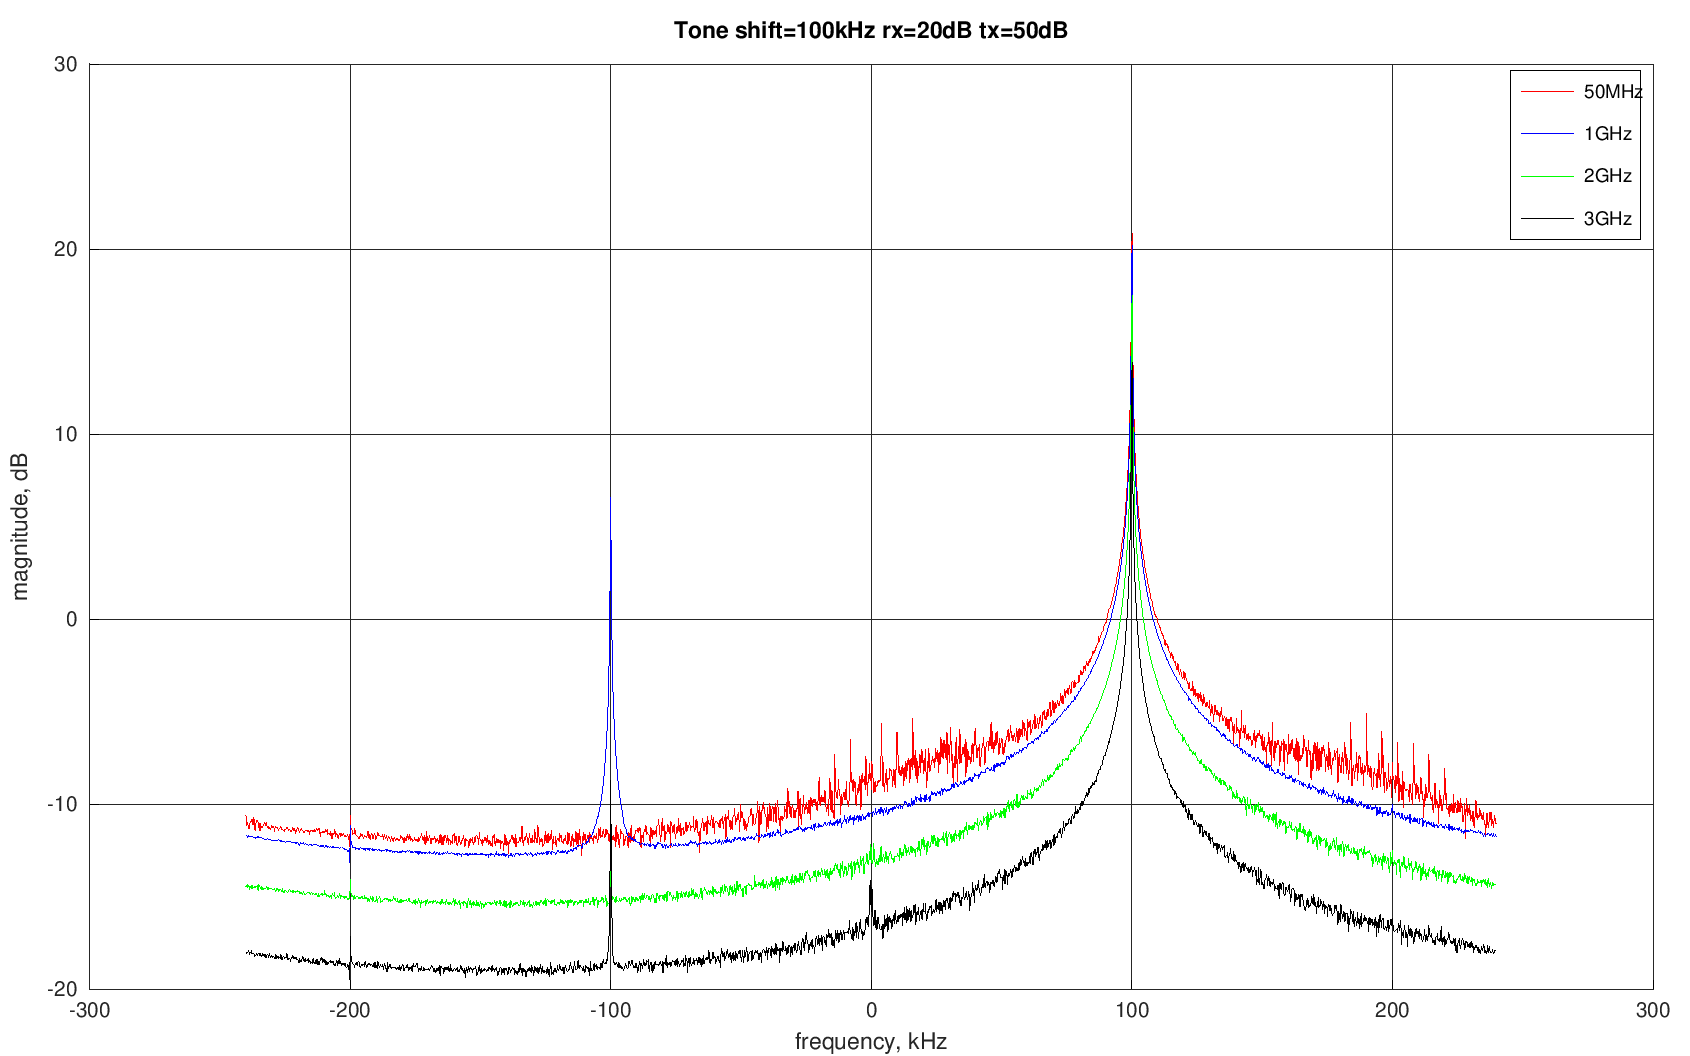 Tone shift=100kHz rx=20dB tx=50dB
30
20
10
0
-10
-20
magnitude, dB
-300
-200
-100
0
100
200
300
frequency, kHz
50MHz
1GHz
2GHz
3GHz